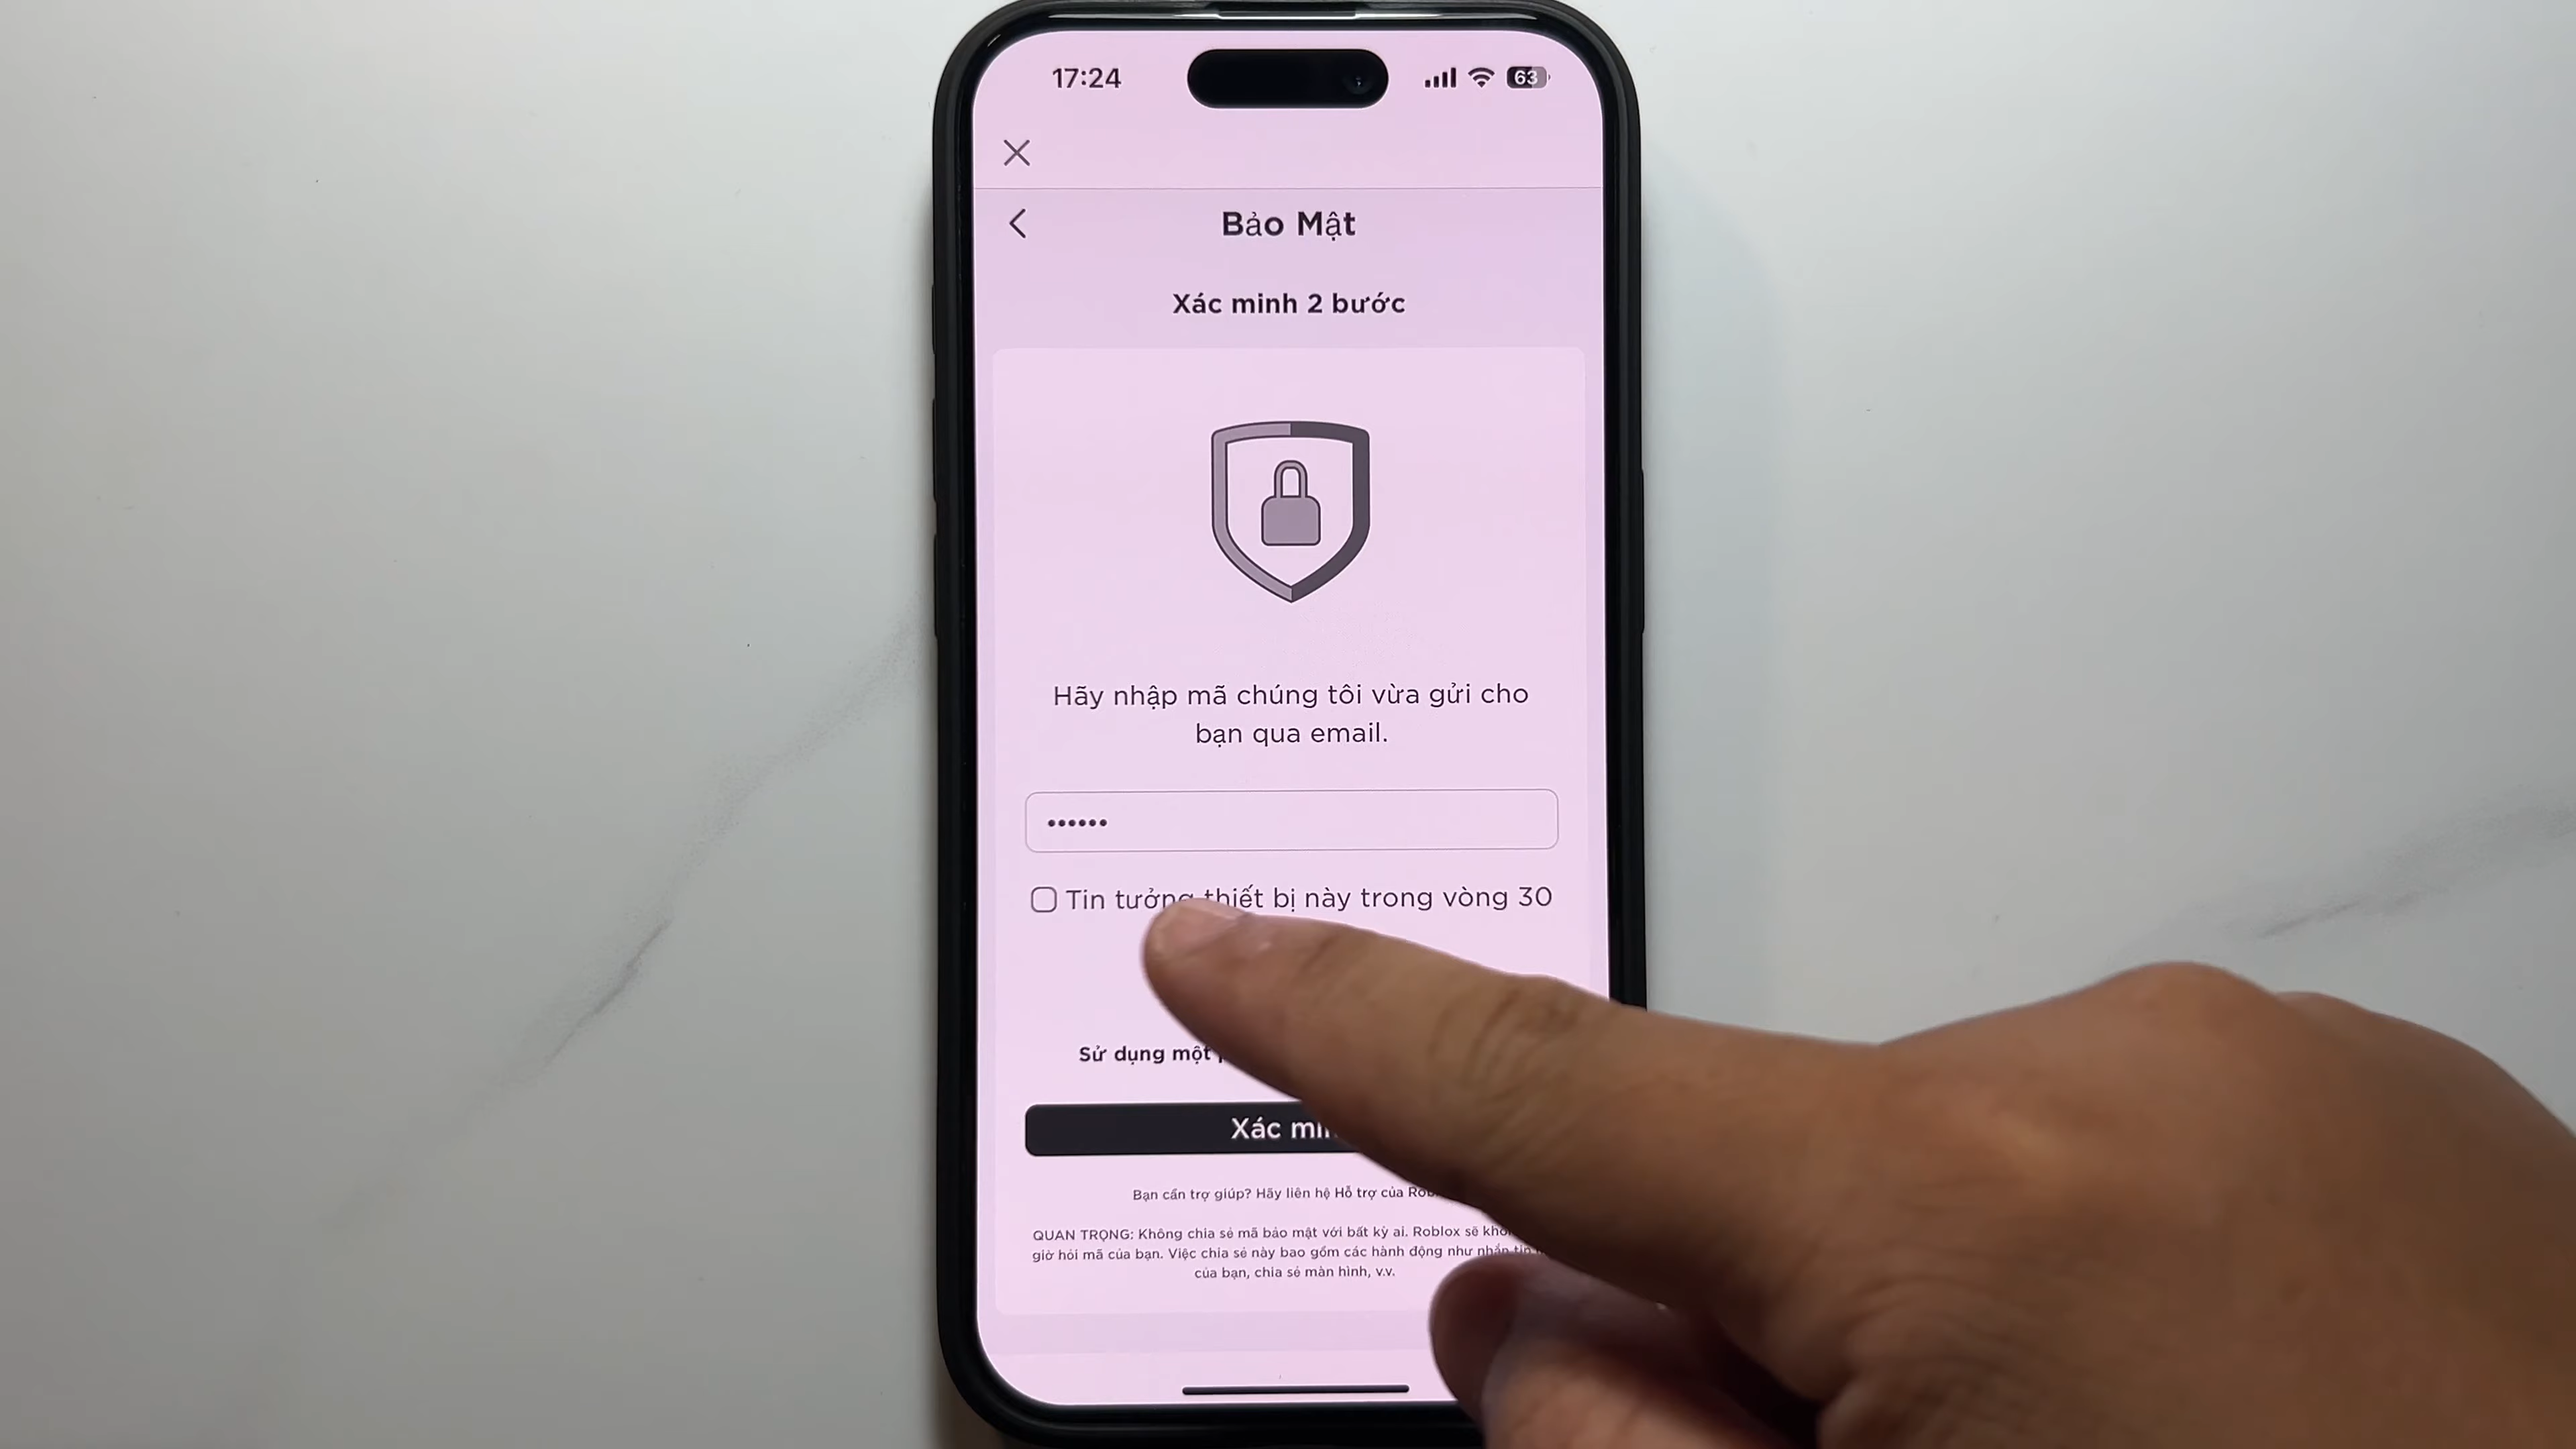 17:24
63
Bảo Mật
Xác minh 2 bước
Hãy nhập mã chúng tôi vừa gửi cho
bạn qua email.
••••••
Tin tưởng thiết bị này trong vòng 30
Sử dụng một
Xác
Bạn cần trợ giúp? Hãy liên hệ Hỗ trợ của
QUAN TRỌNG: Không chia sẻ mã bảo mật với bất kỳ ai. Roblox sẽ
giờ hỏi mã của bạn. Việc chia sẻ này bao gồm các hành động như nhắn tin
của bạn, chia sẻ màn hình, v.v.